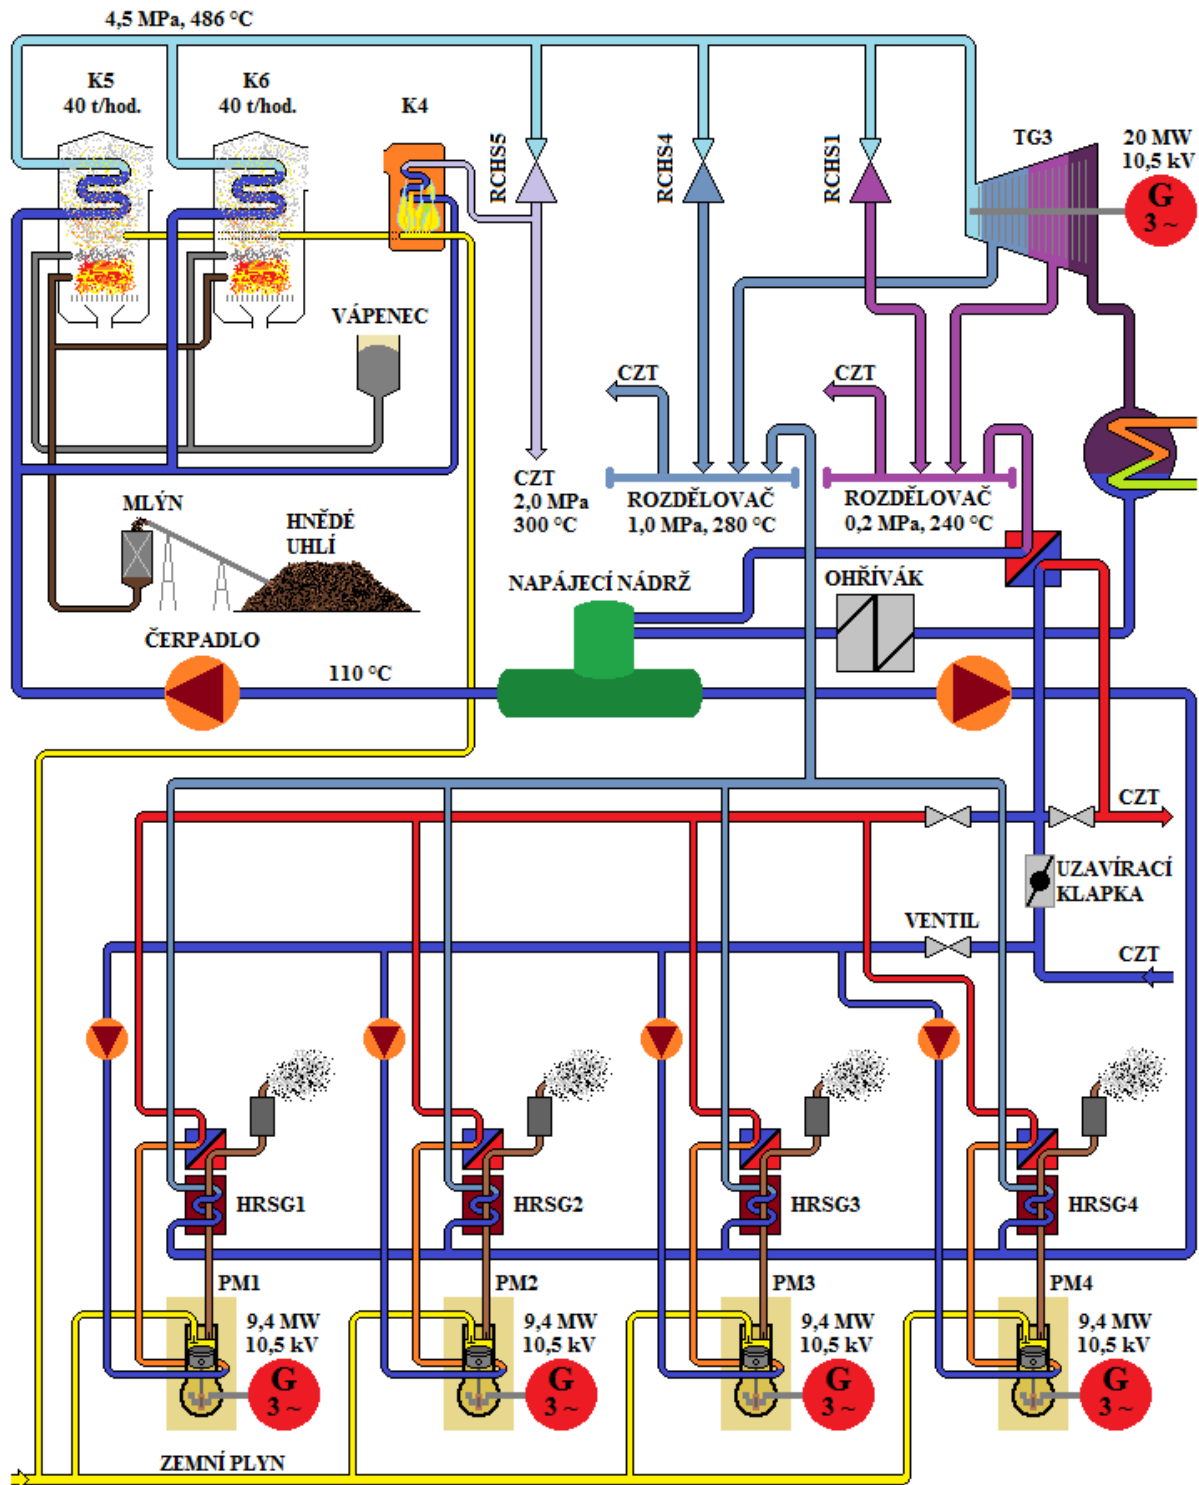 4,5 MPa, 486 °C
K5
40 t/hod.
K6
40 t/hod.
K4
RCHS5
RCHS4
RCHS1
TG3
20 MW
10,5 kV
G
3 ~
VÁPENEC
CZT
CZT
CZT
2,0 MPa
300 °C
ROZDĚLOVAČ
1,0 MPa, 280 °C
ROZDĚLOVAČ
0,2 MPa, 240 °C
MLÝN
HNĚDÉ
UHLÍ
NAPÁJECÍ NÁDRŽ
OHŘÍVÁK
ČERPADLO
110 °C
CZT
UZAVÍRACÍ
KLAPKA
VENTIL
CZT
HRSG1
HRSG2
HRSG3
HRSG4
PM1
PM2
PM3
PM4
9,4 MW
10,5 kV
G
3 ~
9,4 MW
10,5 kV
G
3 ~
9,4 MW
10,5 kV
G
3 ~
9,4 MW
10,5 kV
G
3 ~
ZEMNÍ PLYN